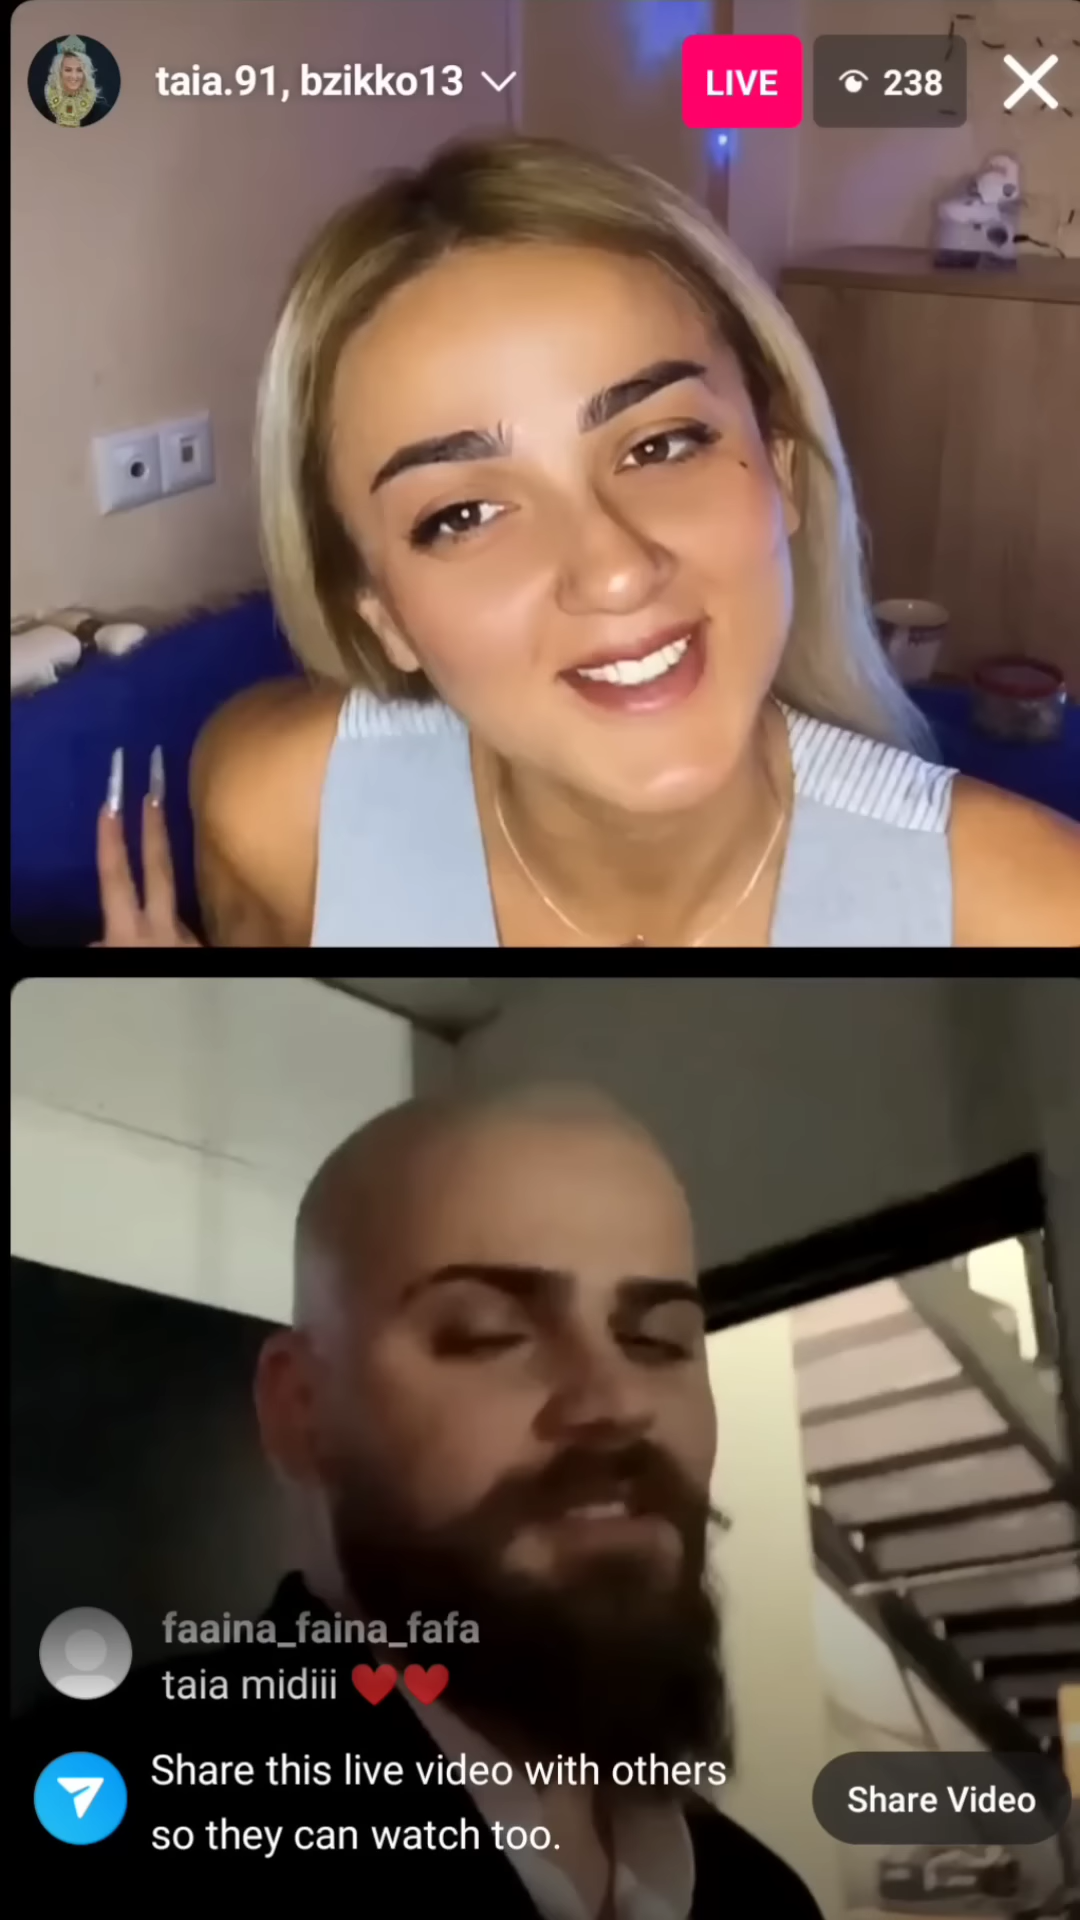 taia.91, bzikko13
LIVE
238
faaina_faina_fafa
taia midiii ❤️❤️
Share this live video with others
so they can watch too.
Share Video